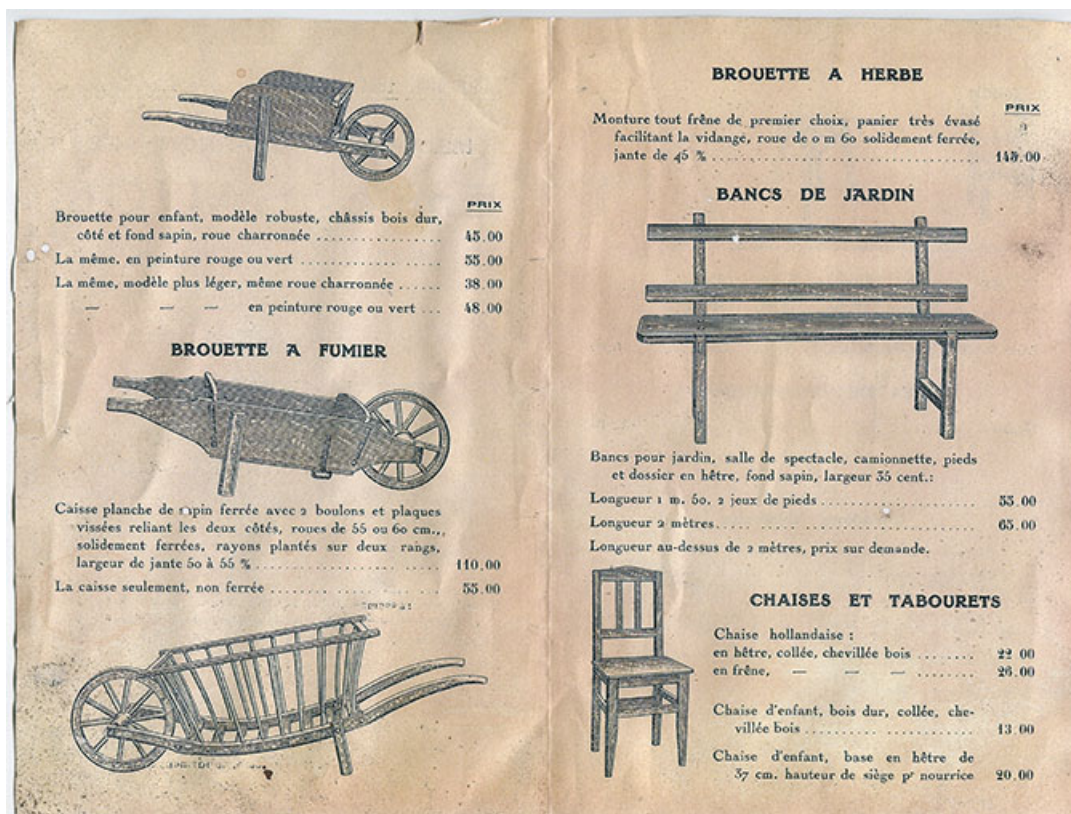 PRIX
Brouette pour enfant, modèle robuste, châssis bois dur,
côté et fond sapin, roue charronnée .................. 45.00
La même, en peinture rouge ou vert .................. 55.00
La même, modèle plus léger, même roue charronnée ...... 38.00
— — — en peinture rouge ou vert ... 48.00
BROUETTE A FUMIER
Caisse planche de sapin ferrée avec 2 boulons et plaques
vissées reliant les deux côtés, roues de 55 ou 60 cm.,
solidement ferrées, rayons plantés sur deux rangs,
largeur de jante 50 à 55 % .................. 110.00
La caisse seulement, non ferrée .................. 55.00
BROUETTE A HERBE
PRIX
Monture tout frêne de premier choix, panier très évasé
facilitant la vidange, roue de 0 m 60 solidement ferrée,
jante de 45 % .................. 145.00
BANCS DE JARDIN
Bancs pour jardin, salle de spectacle, camionnette, pieds
et dossier en hêtre, fond sapin, largeur 35 cent.:
Longueur 1 m. 50, 2 jeux de pieds .................. 55.00
Longueur 2 mètres .................. 65.00
Longueur au-dessus de 2 mètres, prix sur demande.
CHAISES ET TABOURETS
Chaise hollandaise :
en hêtre, collée, chevillée bois ........ 22 00
en frêne, — — — ........ 26.00
Chaise d'enfant, bois dur, collée, che-
villée bois .................. 13 00
Chaise d'enfant, base en hêtre de
37 cm. hauteur de siège pr nourrice 20.00